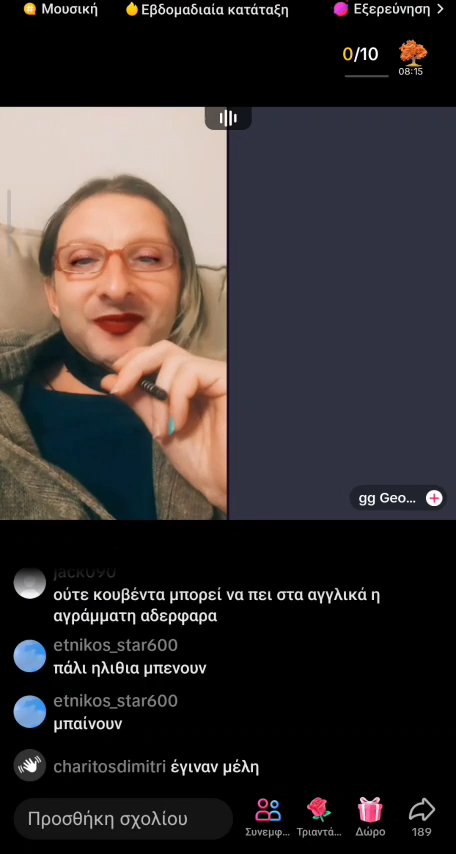 Μουσική Εβδομαδιαία κατάταξη Εξερεύνηση >
0/10
08:15
gg Geo...
jack090
ούτε κουβέντα μπορεί να πει στα αγγλικά η
αγράμματη αδερφαρα
etnikos_star600
πάλι ηλιθια μπενουν
etnikos_star600
μπαίνουν
charitosdimitri έγιναν μέλη
Προσθήκη σχολίου
Συνεμφ... Τριαντά... Δώρο 189